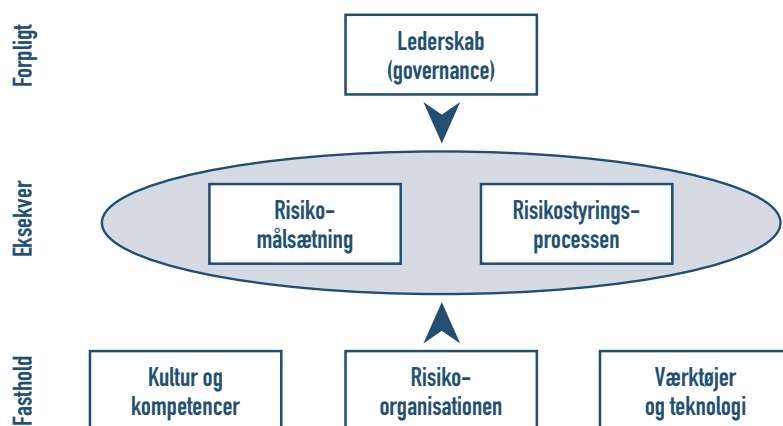 Forpligt
Lederskab
(governance)
Eksekver
Risiko-
målsætning
Risikostyrings-
processen
Fasthold
Kultur og
kompetencer
Risiko-
organisationen
Værktøjer
og teknologi